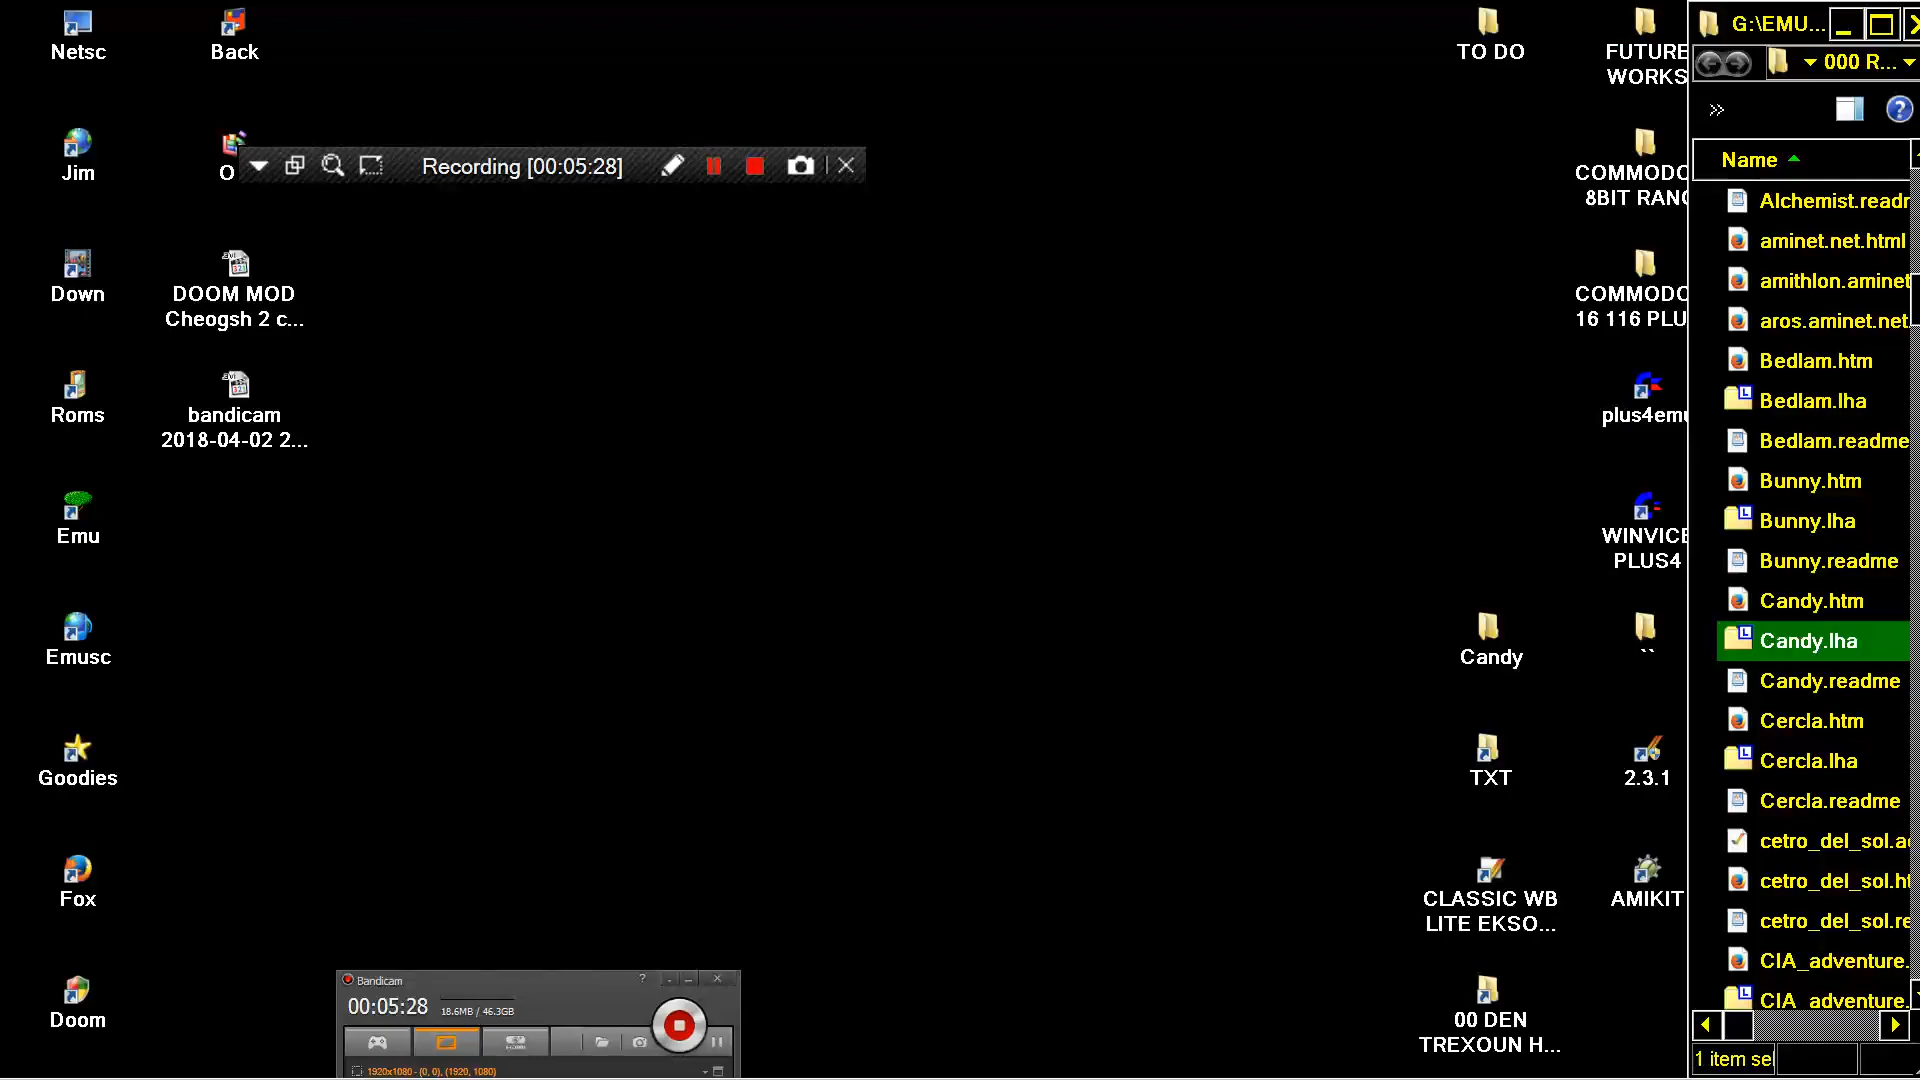 Netsc
Back
Jim
O
Recording [00:05:28]
Down
DOOM MOD
Cheogsh 2 c...
Roms
bandicam
2018-04-02 2...
Emu
Emusc
Goodies
Fox
Doom
Bandicam
?
00:05:28
18.6MB / 46.3GB
1920x1080 - (0, 0), (1920, 1080)
TO DO
FUTURE
WORKS
COMMODO
8BIT RANG
COMMODO
16 116 PLU
plus4emu
WINVICE
PLUS4
Candy
``
TXT
2.3.1
CLASSIC WB
LITE EKSO...
AMIKIT
00 DEN
TREXOUN H...
G:\EMU...
000 R...
Name
Alchemist.readr
aminet.net.html
amithlon.aminet
aros.aminet.net
Bedlam.htm
Bedlam.lha
Bedlam.readme
Bunny.htm
Bunny.lha
Bunny.readme
Candy.htm
Candy.lha
Candy.readme
Cercla.htm
Cercla.lha
Cercla.readme
cetro_del_sol.a
cetro_del_sol.ht
cetro_del_sol.re
CIA_adventure.
CIA_adventure.
1 item se